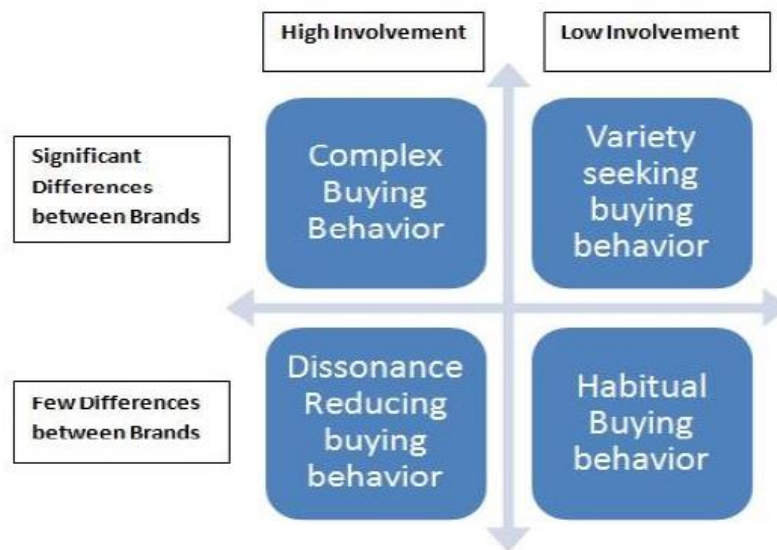 High Involvement
Low Involvement
Significant
Differences
between Brands
Complex
Buying
Behavior
Variety
seeking
buying
behavior
Few Differences
between Brands
Dissonance
Reducing
buying
behavior
Habitual
Buying
behavior